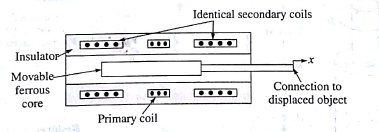 Identical secondary coils
Insulator
x
Movable
ferrous
core
Connection to
displaced object
Primary coil